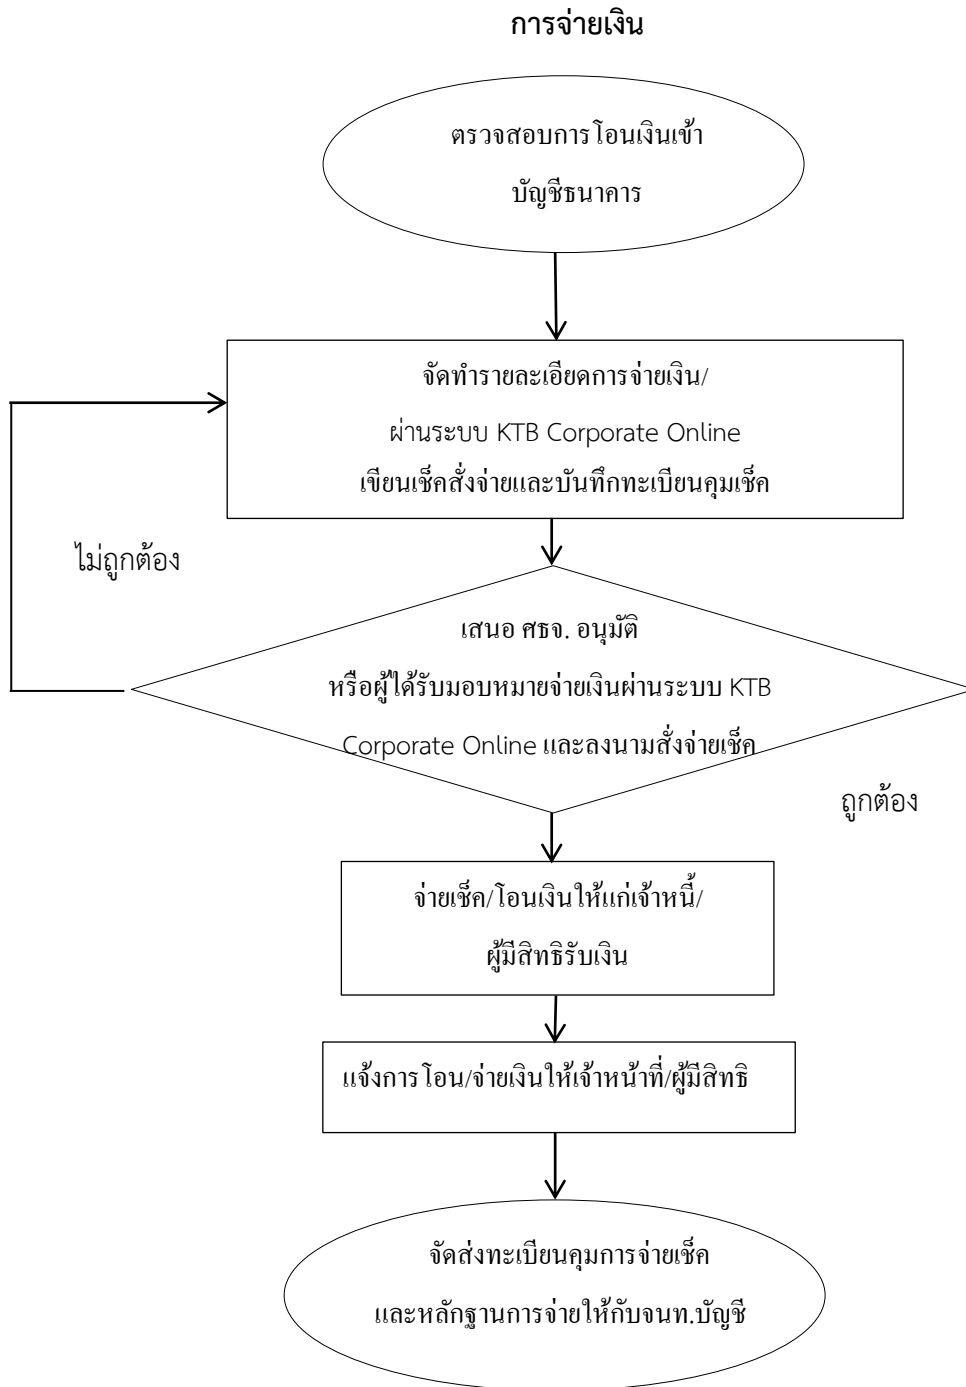 การจ่ายเงิน
ตรวจสอบการโอนเงินเข้า
บัญชีธนาคาร
จัดทำรายละเอียดการจ่ายเงิน/
ผ่านระบบ KTB Corporate Online
เขียนเช็คสั่งจ่ายและบันทึกทะเบียนคุมเช็ค
ไม่ถูกต้อง
เสนอ ศธจ. อนุมัติ
หรือผู้ได้รับมอบหมายจ่ายเงินผ่านระบบ KTB
Corporate Online และลงนามสั่งจ่ายเช็ค
ถูกต้อง
จ่ายเช็ค/โอนเงินให้แก่เจ้าหนี้/
ผู้มีสิทธิรับเงิน
แจ้งการโอน/จ่ายเงินให้เจ้าหน้าที่/ผู้มีสิทธิ
จัดส่งทะเบียนคุมการจ่ายเช็ค
และหลักฐานการจ่ายให้กับจนท.บัญชี